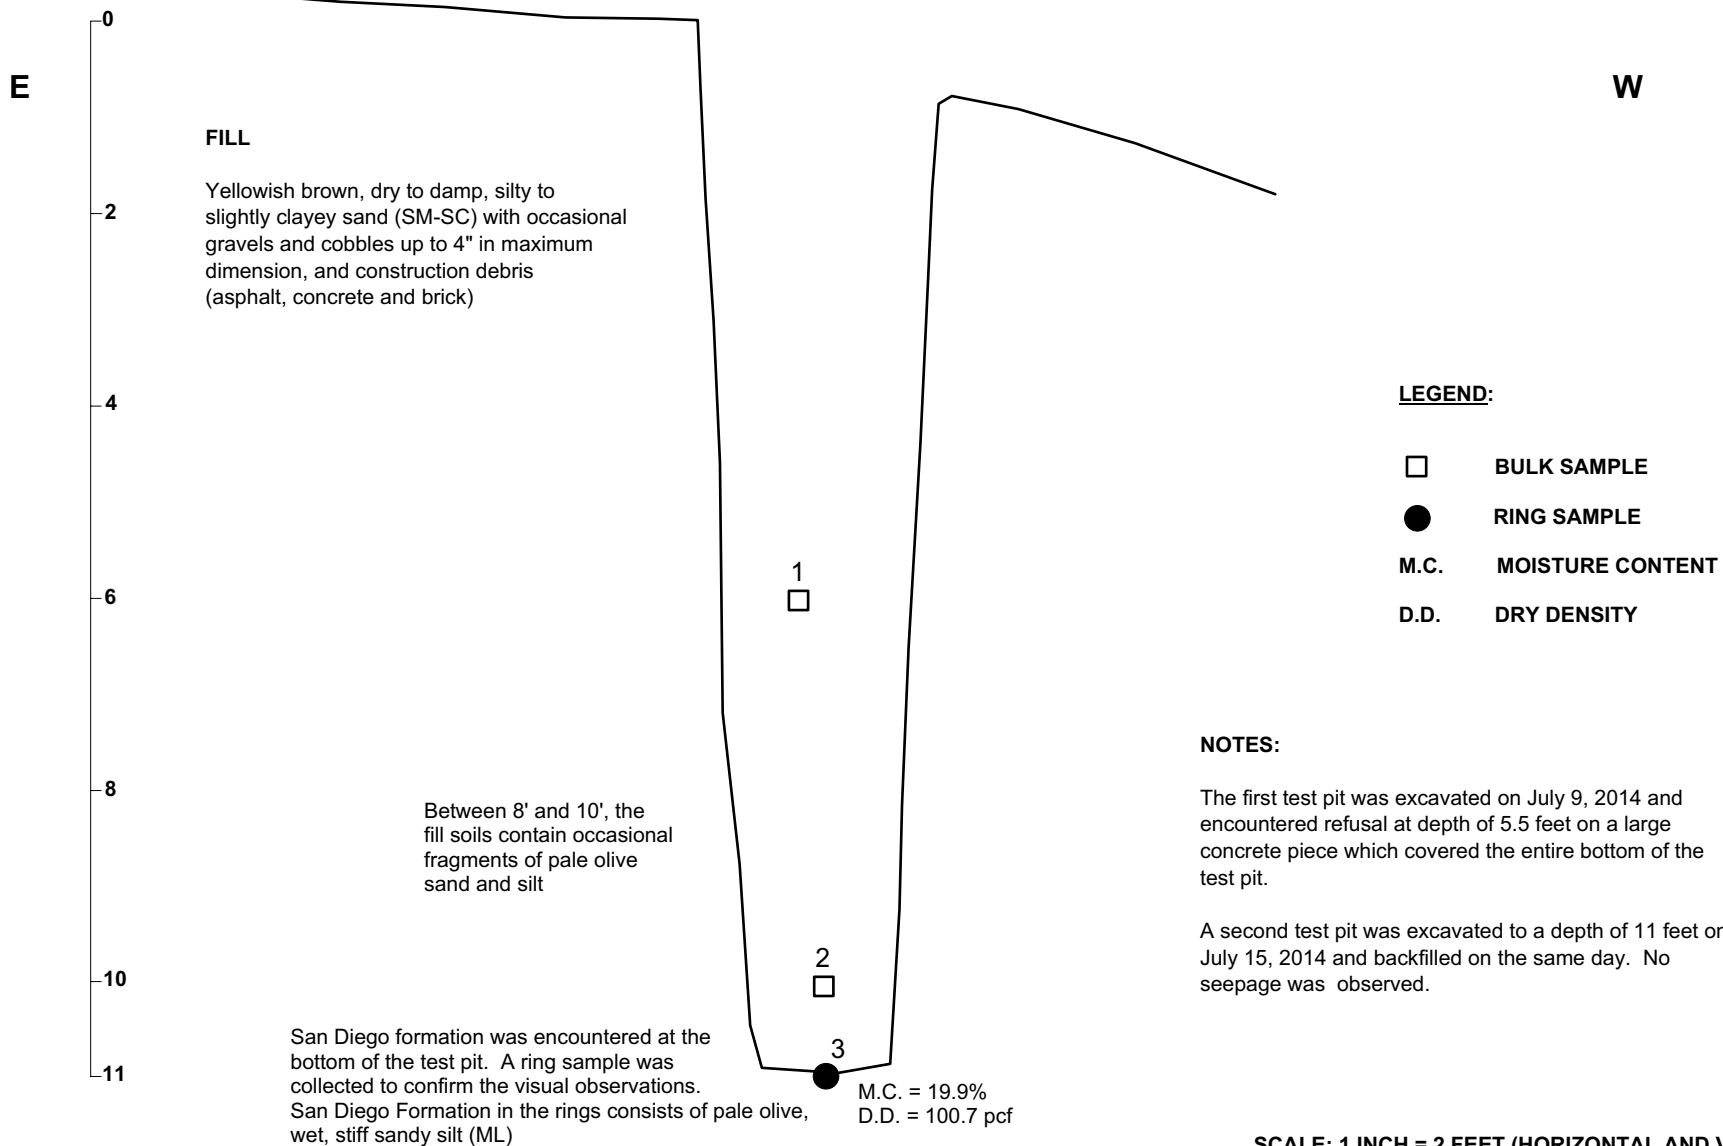 0
E
W
FILL
Yellowish brown, dry to damp, silty to
slightly clayey sand (SM-SC) with occasional
gravels and cobbles up to 4" in maximum
dimension, and construction debris
(asphalt, concrete and brick)
2
4
LEGEND:
BULK SAMPLE
RING SAMPLE
M.C. MOISTURE CONTENT
D.D. DRY DENSITY
1
6
NOTES:
The first test pit was excavated on July 9, 2014 and
encountered refusal at depth of 5.5 feet on a large
concrete piece which covered the entire bottom of the
test pit.
A second test pit was excavated to a depth of 11 feet
July 15, 2014 and backfilled on the same day. No
seepage was observed.
8
Between 8' and 10', the
fill soils contain occasional
fragments of pale olive
sand and silt
2
10
San Diego formation was encountered at the
bottom of the test pit. A ring sample was
collected to confirm the visual observations.
San Diego Formation in the rings consists of pale olive,
wet, stiff sandy silt (ML)
3
11
M.C. = 19.9%
D.D. = 100.7 pcf
SCALE: 1 INCH = 2 FEET (HORIZONTAL AND